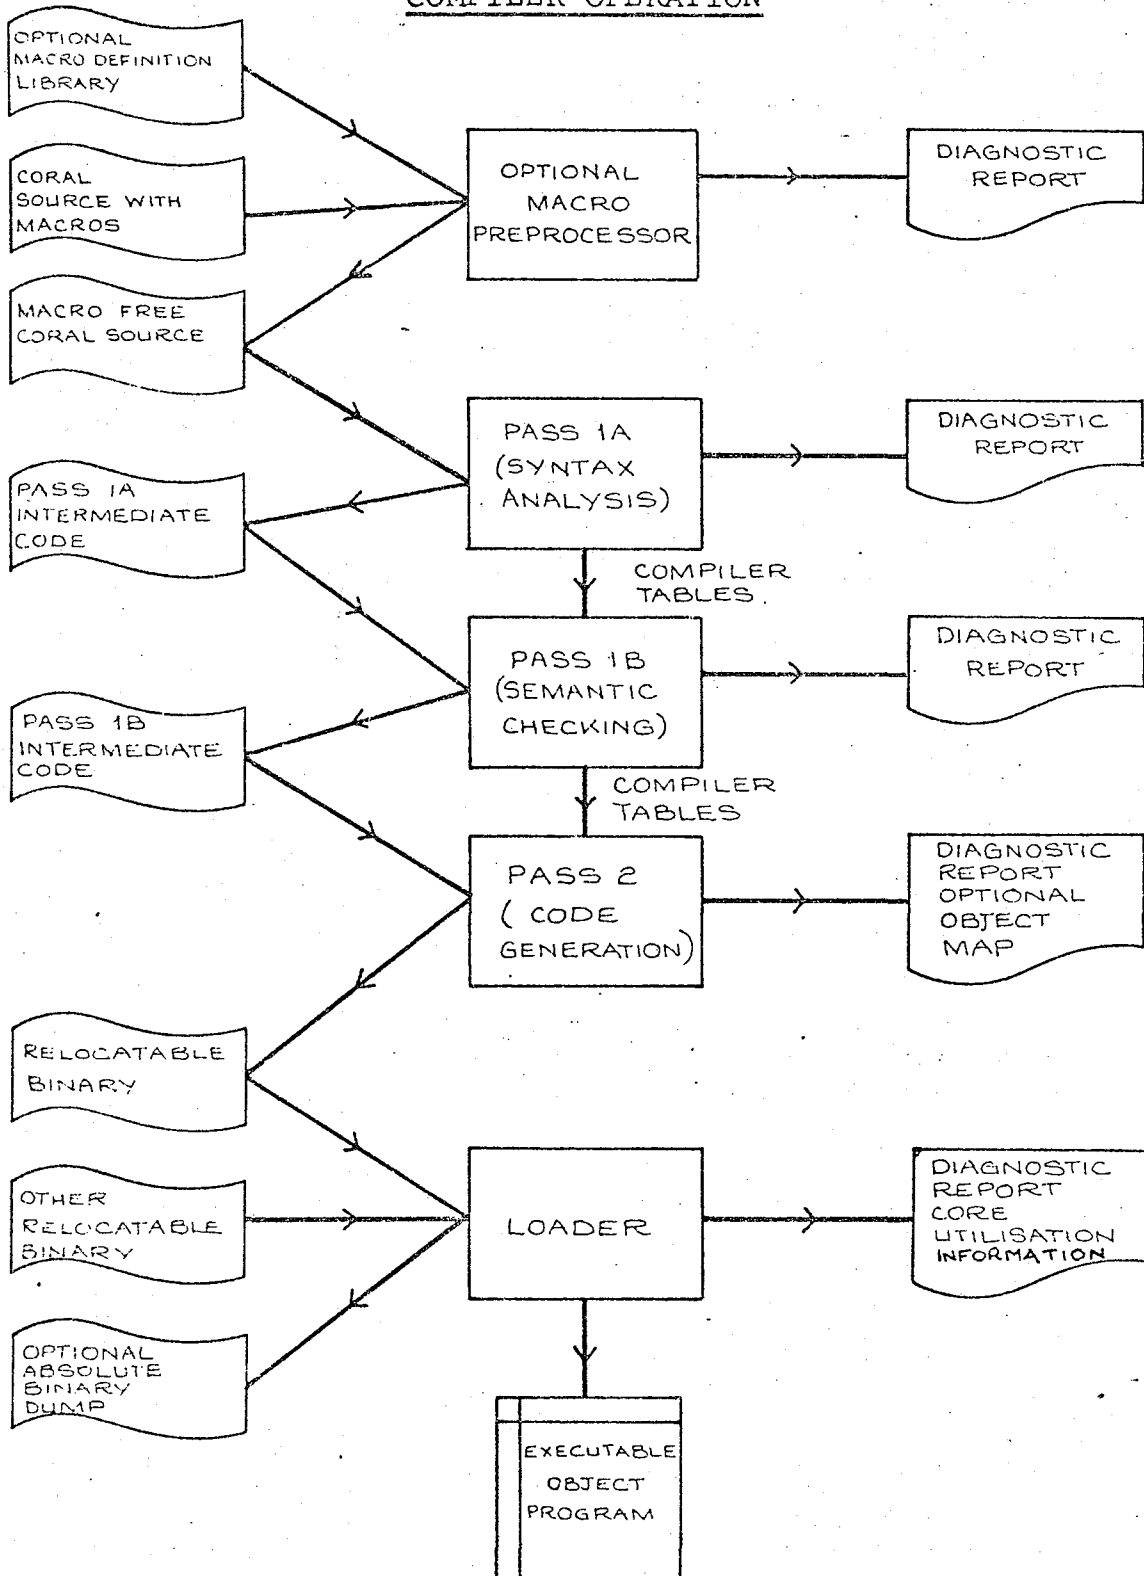 COMPILER OPERATION
OPTIONAL
MACRO DEFINITION
LIBRARY
CORAL
SOURCE WITH
MACROS
OPTIONAL
MACRO
PREPROCESSOR
DIAGNOSTIC
REPORT
MACRO FREE
CORAL SOURCE
PASS 1A
(SYNTAX
ANALYSIS)
DIAGNOSTIC
REPORT
PASS 1A
INTERMEDIATE
CODE
COMPILER
TABLES.
PASS 1B
(SEMANTIC
CHECKING)
DIAGNOSTIC
REPORT
PASS 1B
INTERMEDIATE
CODE
COMPILER
TABLES
PASS 2
( CODE
GENERATION)
DIAGNOSTIC
REPORT
OPTIONAL
OBJECT
MAP
RELOCATABLE
BINARY
OTHER
RELOCATABLE
BINARY
LOADER
DIAGNOSTIC
REPORT
CORE
UTILISATION
INFORMATION
OPTIONAL
ABSOLUTE
BINARY
DUMP
EXECUTABLE
OBJECT
PROGRAM